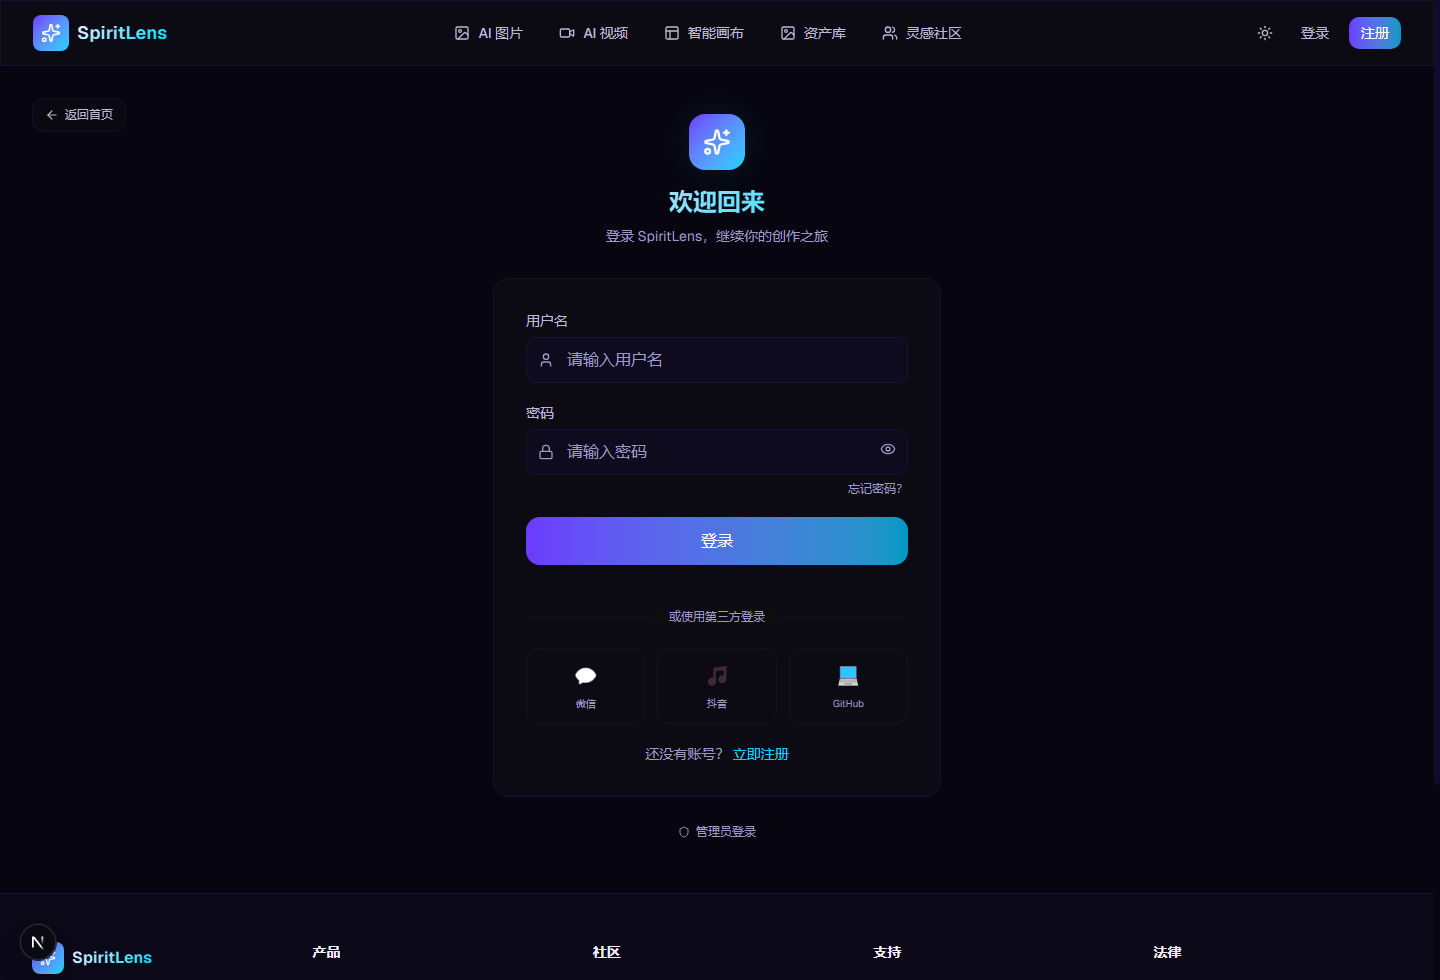 SpiritLens
AI 图片
AI 视频
智能画布
资产库
灵感社区
登录
注册
返回首页
欢迎回来
登录 SpiritLens，继续你的创作之旅
用户名
请输入用户名
密码
请输入密码
忘记密码?
登录
或使用第三方登录
微信
抖音
GitHub
还没有账号? 立即注册
管理员登录
N
SpiritLens
产品
社区
支持
法律